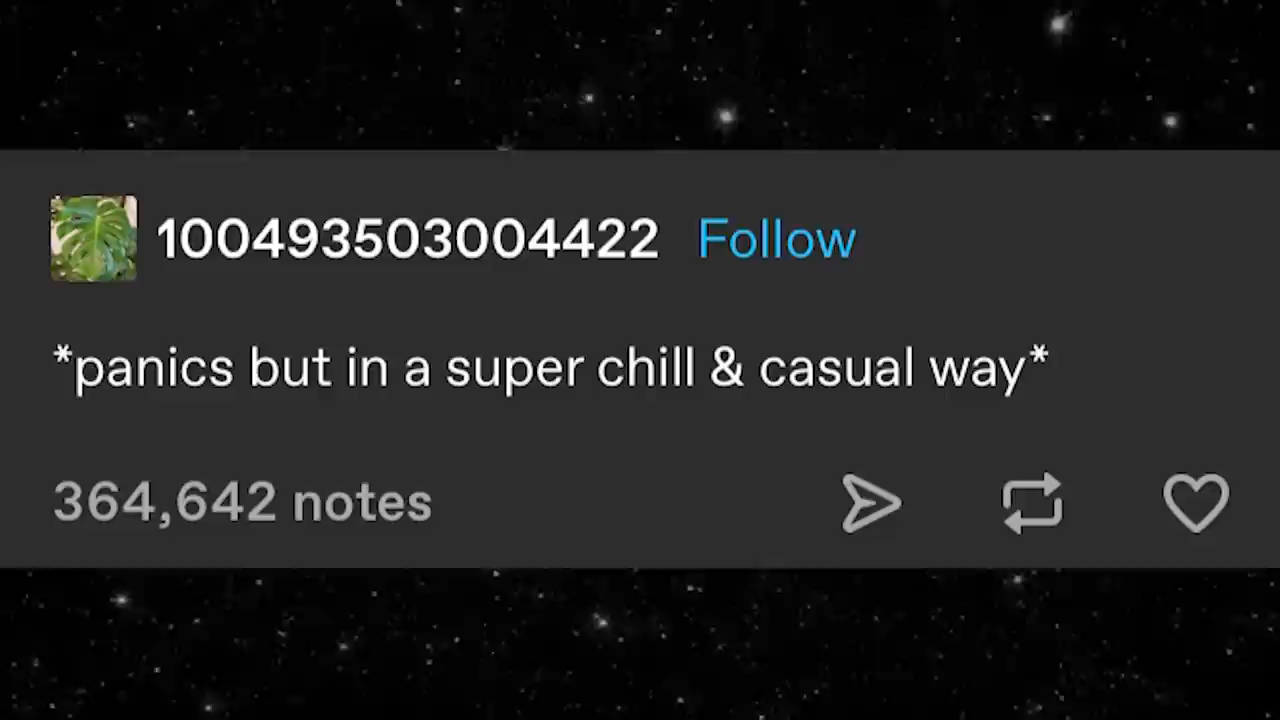 100493503004422 Follow
*panics but in a super chill & casual way*
364,642 notes